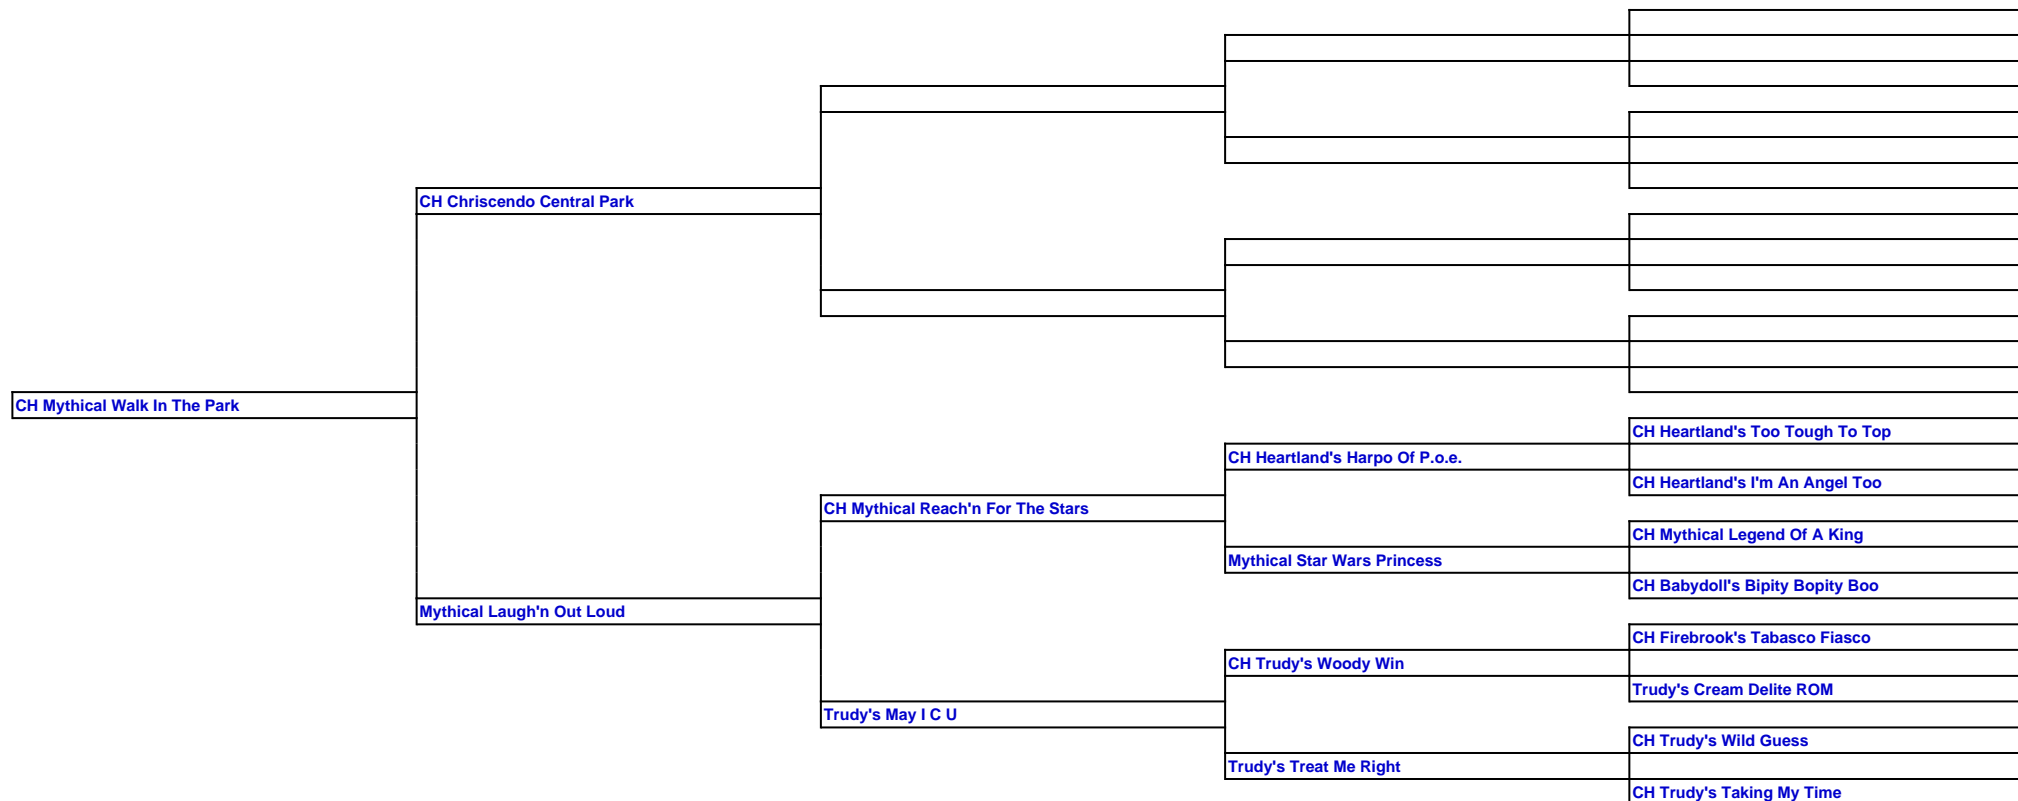 CH Chriscendo Central Park
CH Mythical Walk In The Park
CH Heartland's Too Tough To Top
CH Heartland's Harpo Of P.o.e.
CH Heartland's I'm An Angel Too
CH Mythical Reach'n For The Stars
CH Mythical Legend Of A King
Mythical Star Wars Princess
CH Babydoll's Bipity Bopity Boo
Mythical Laugh'n Out Loud
CH Firebrook's Tabasco Fiasco
CH Trudy's Woody Win
Trudy's Cream Delite ROM
Trudy's May I C U
CH Trudy's Wild Guess
Trudy's Treat Me Right
CH Trudy's Taking My Time